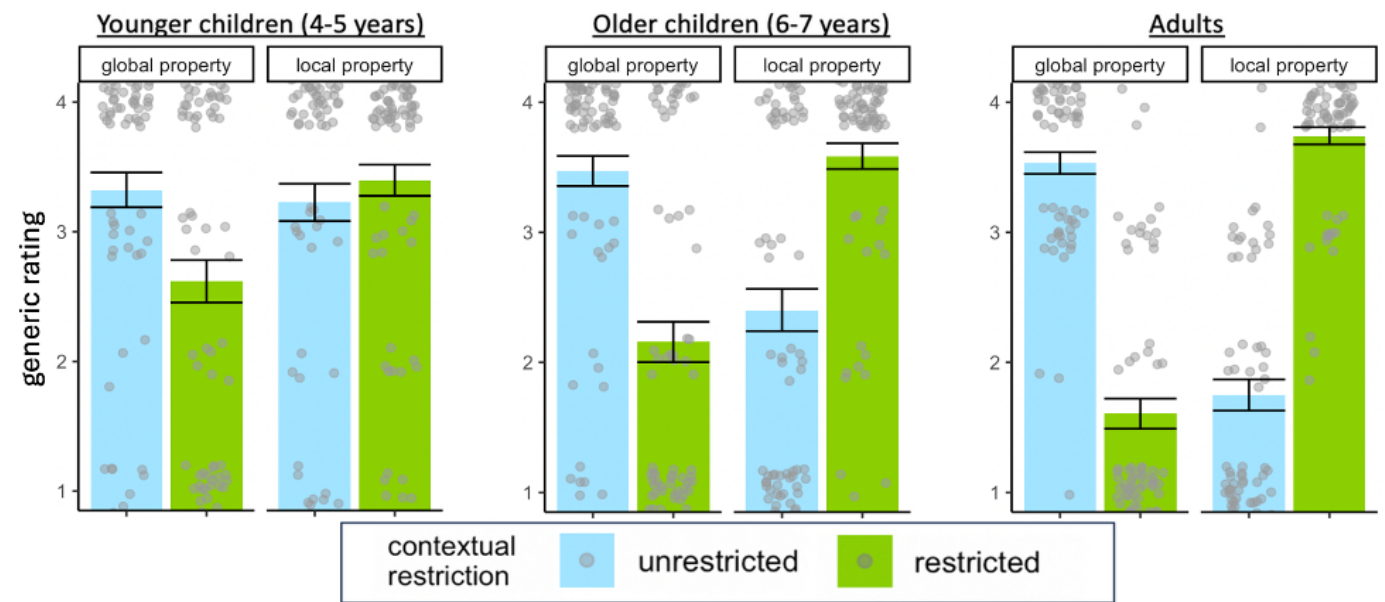 Younger children (4-5 years)
Older children (6-7 years)
Adults
global property
local property
global property
local property
global property
local property
generic rating
4
3
2
1
4
3
2
1
4
3
2
1
contextual
restriction
unrestricted
restricted